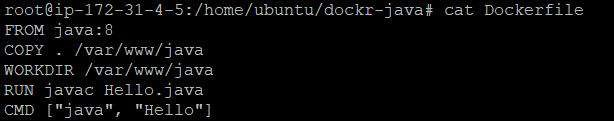 root@ip-172-31-4-5:/home/ubuntu/dockr-java# cat Dockerfile
FROM java:8
COPY . /var/www/java
WORKDIR /var/www/java
RUN javac Hello.java
CMD ["java", "Hello"]